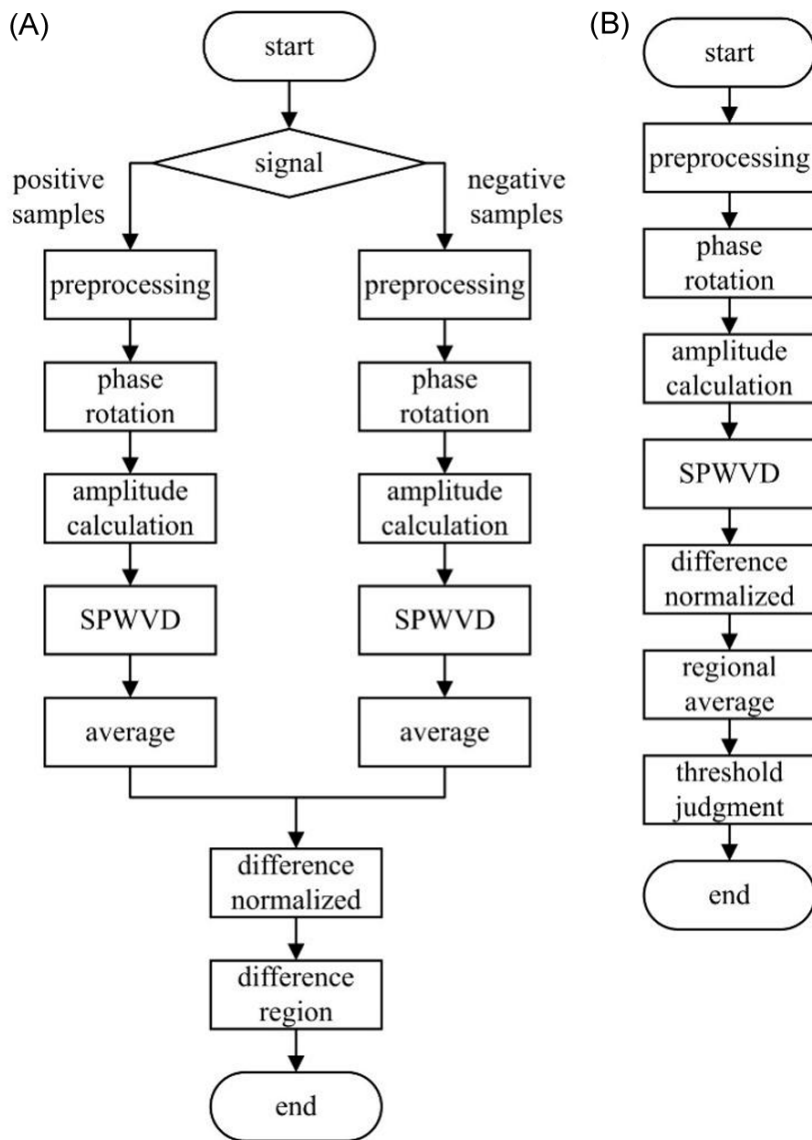 (A)
start
signal
positive
samples
negative
samples
preprocessing
preprocessing
phase
rotation
phase
rotation
amplitude
calculation
amplitude
calculation
SPWVD
SPWVD
average
average
difference
normalized
difference
region
end
(B)
start
preprocessing
phase
rotation
amplitude
calculation
SPWVD
difference
normalized
regional
average
threshold
judgment
end